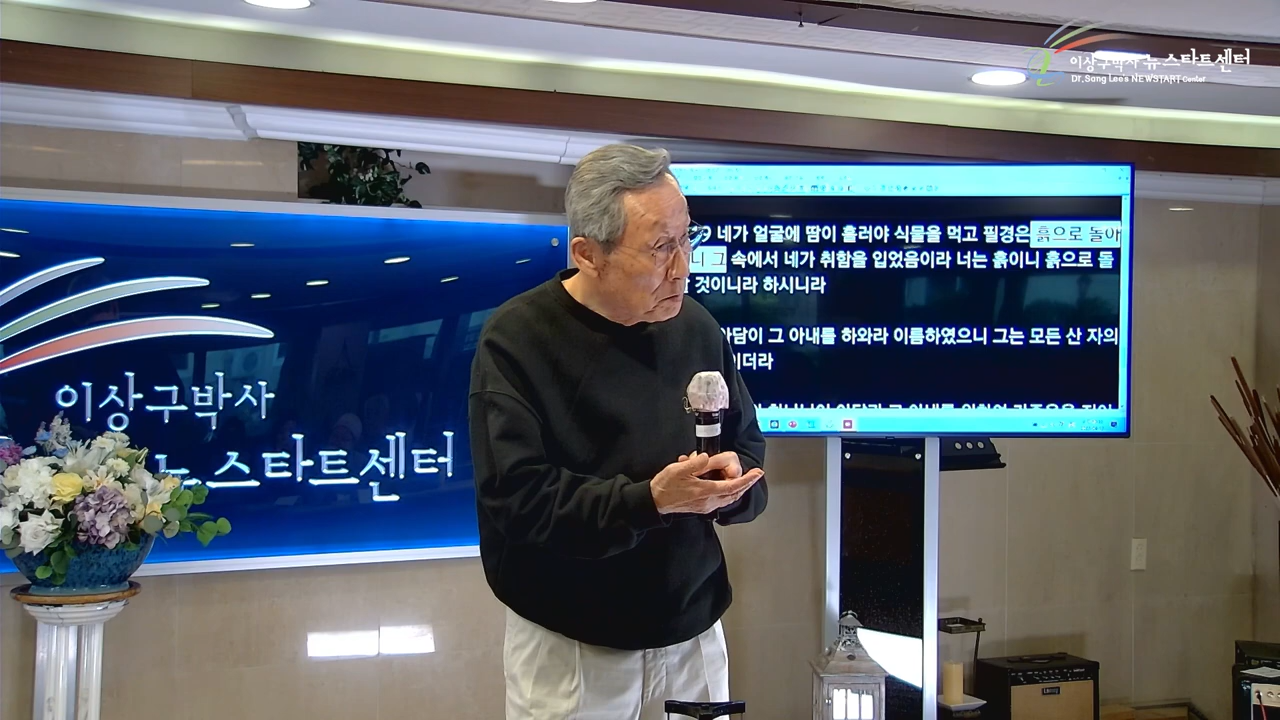 이상구박사 뉴스타트센터
Dr.Sang Lee's NEWSTART Center
9 네가 얼굴에 땀이 흘러야 식물을 먹고 필경은 흙으로 돌아
니 그 속에서 네가 취함을 입었음이라 너는 흙이니 흙으로 돌
것이니라 하시니라
아담이 그 아내를 하와라 이름하였으니 그는 모든 산 자의
이더라
이상구박사
뉴스타트센터